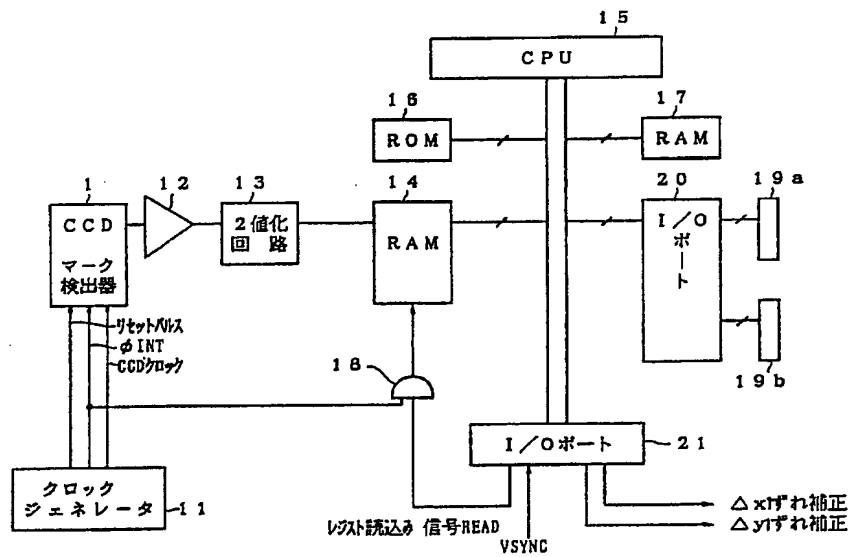 15
CPU
16
ROM
17
RAM
1
CCD
マーク
検出器
12
13
2値化
回路
14
RAM
20
I/O
ポート
19a
19b
リセットパルス
φINT
CCDクロック
18
I/Oポート
21
クロック
ジェネレータ
11
レジスト読込み信号READ
VSYNC
△xずれ補正
△yずれ補正